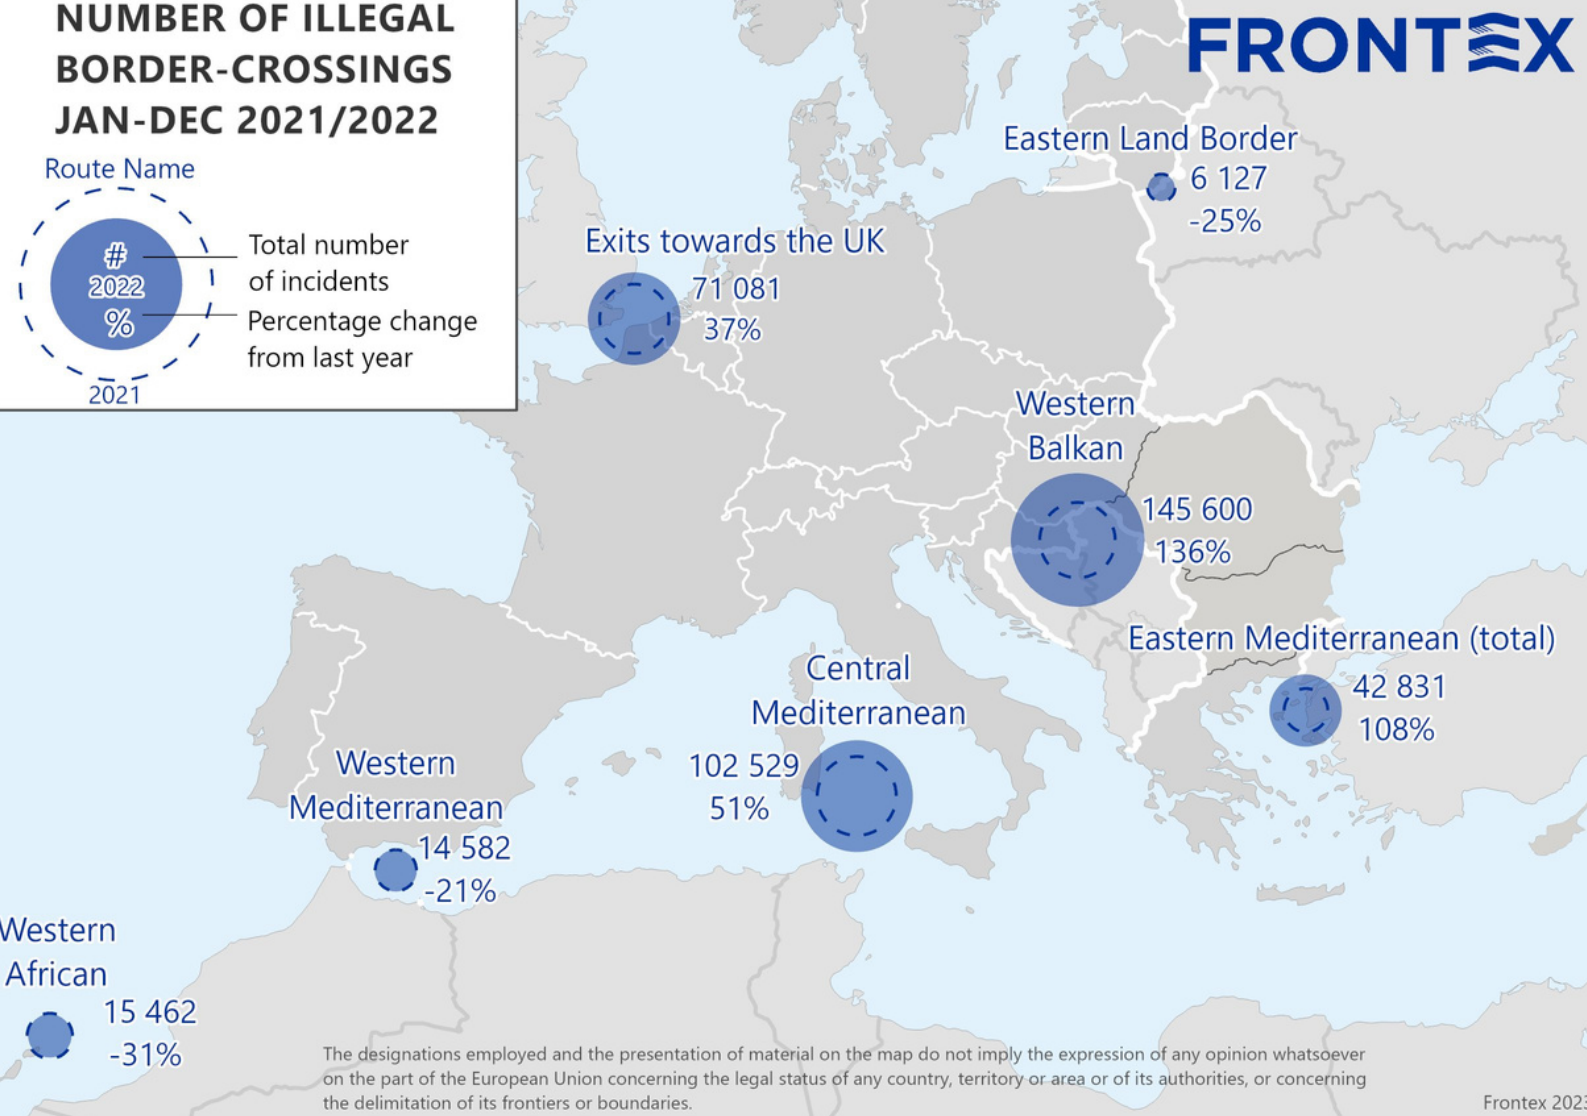 NUMBER OF ILLEGAL
BORDER-CROSSINGS
JAN-DEC 2021/2022
Route Name
#
2022
%
2021
Total number
of incidents
Percentage change
from last year
FRONTEX
Eastern Land Border
6 127
-25%
Exits towards the UK
71 081
37%
Western
Balkan
145 600
136%
Eastern Mediterranean (total)
42 831
108%
Central
Mediterranean
102 529
51%
Western
Mediterranean
14 582
-21%
Western
African
15 462
-31%
The designations employed and the presentation of material on the map do not imply the expression of any opinion whatsoever
on the part of the European Union concerning the legal status of any country, territory or area or of its authorities, or concerning
the delimitation of its frontiers or boundaries.
Frontex 2023